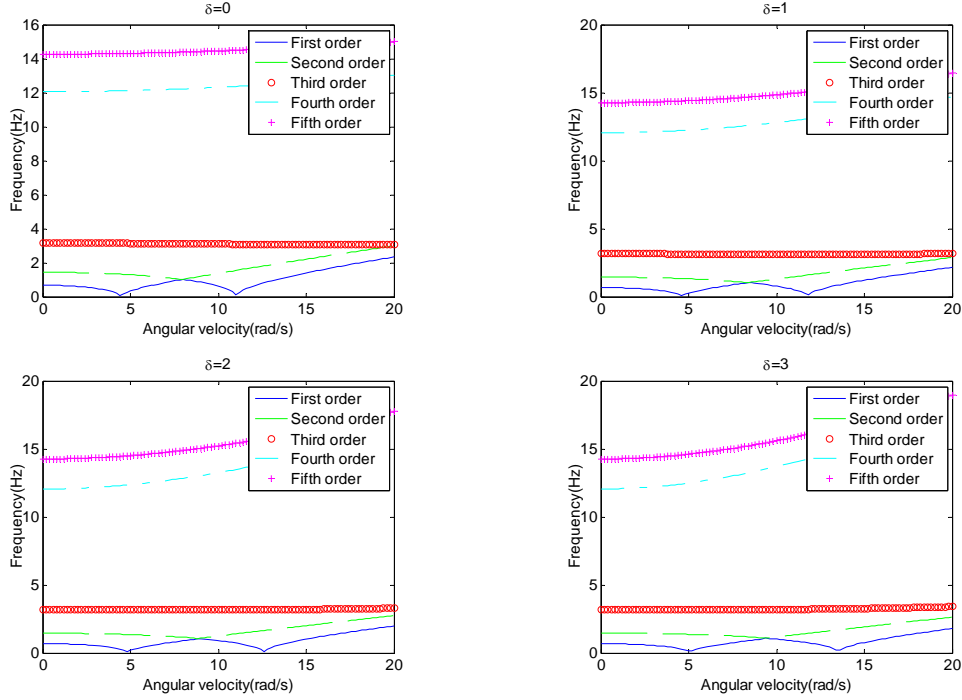 δ=0
16
14
12
10
8
6
4
2
0
Frequency(Hz)
0
5
10
15
20
Angular velocity(rad/s)
First order
Second order
Third order
Fourth order
Fifth order
δ=1
20
15
10
5
0
Frequency(Hz)
0
5
10
15
20
Angular velocity(rad/s)
First order
Second order
Third order
Fourth order
Fifth order
δ=2
20
15
10
5
0
Frequency(Hz)
0
5
10
15
20
Angular velocity(rad/s)
First order
Second order
Third order
Fourth order
Fifth order
δ=3
20
15
10
5
0
Frequency(Hz)
0
5
10
15
20
Angular velocity(rad/s)
First order
Second order
Third order
Fourth order
Fifth order